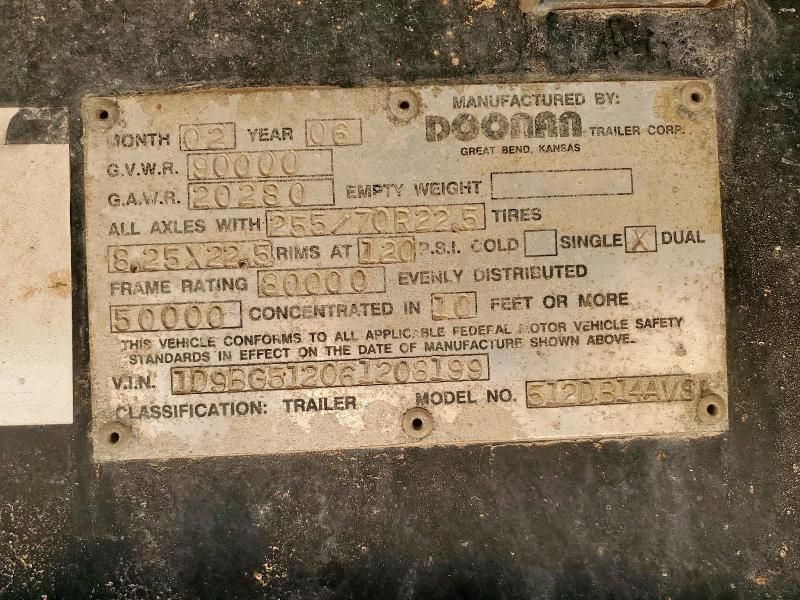 MANUFACTURED BY:
MONTH 02 YEAR 06 DOONAN TRAILER CORP.
GREAT BEND, KANSAS
G.V.W.R. 90000
G.A.W.R. 20280 EMPTY WEIGHT
ALL AXLES WITH 255/70R22.5 TIRES
8.25X22.5 RIMS AT 120 P.S.I. COLD SINGLE X DUAL
FRAME RATING 80000 EVENLY DISTRIBUTED
50000 CONCENTRATED IN 10 FEET OR MORE
THIS VEHICLE CONFORMS TO ALL APPLICABLE FEDERAL MOTOR VEHICLE SAFETY
STANDARDS IN EFFECT ON THE DATE OF MANUFACTURE SHOWN ABOVE.
V.I.N. 1D9BG512061208199
CLASSIFICATION: TRAILER MODEL NO.